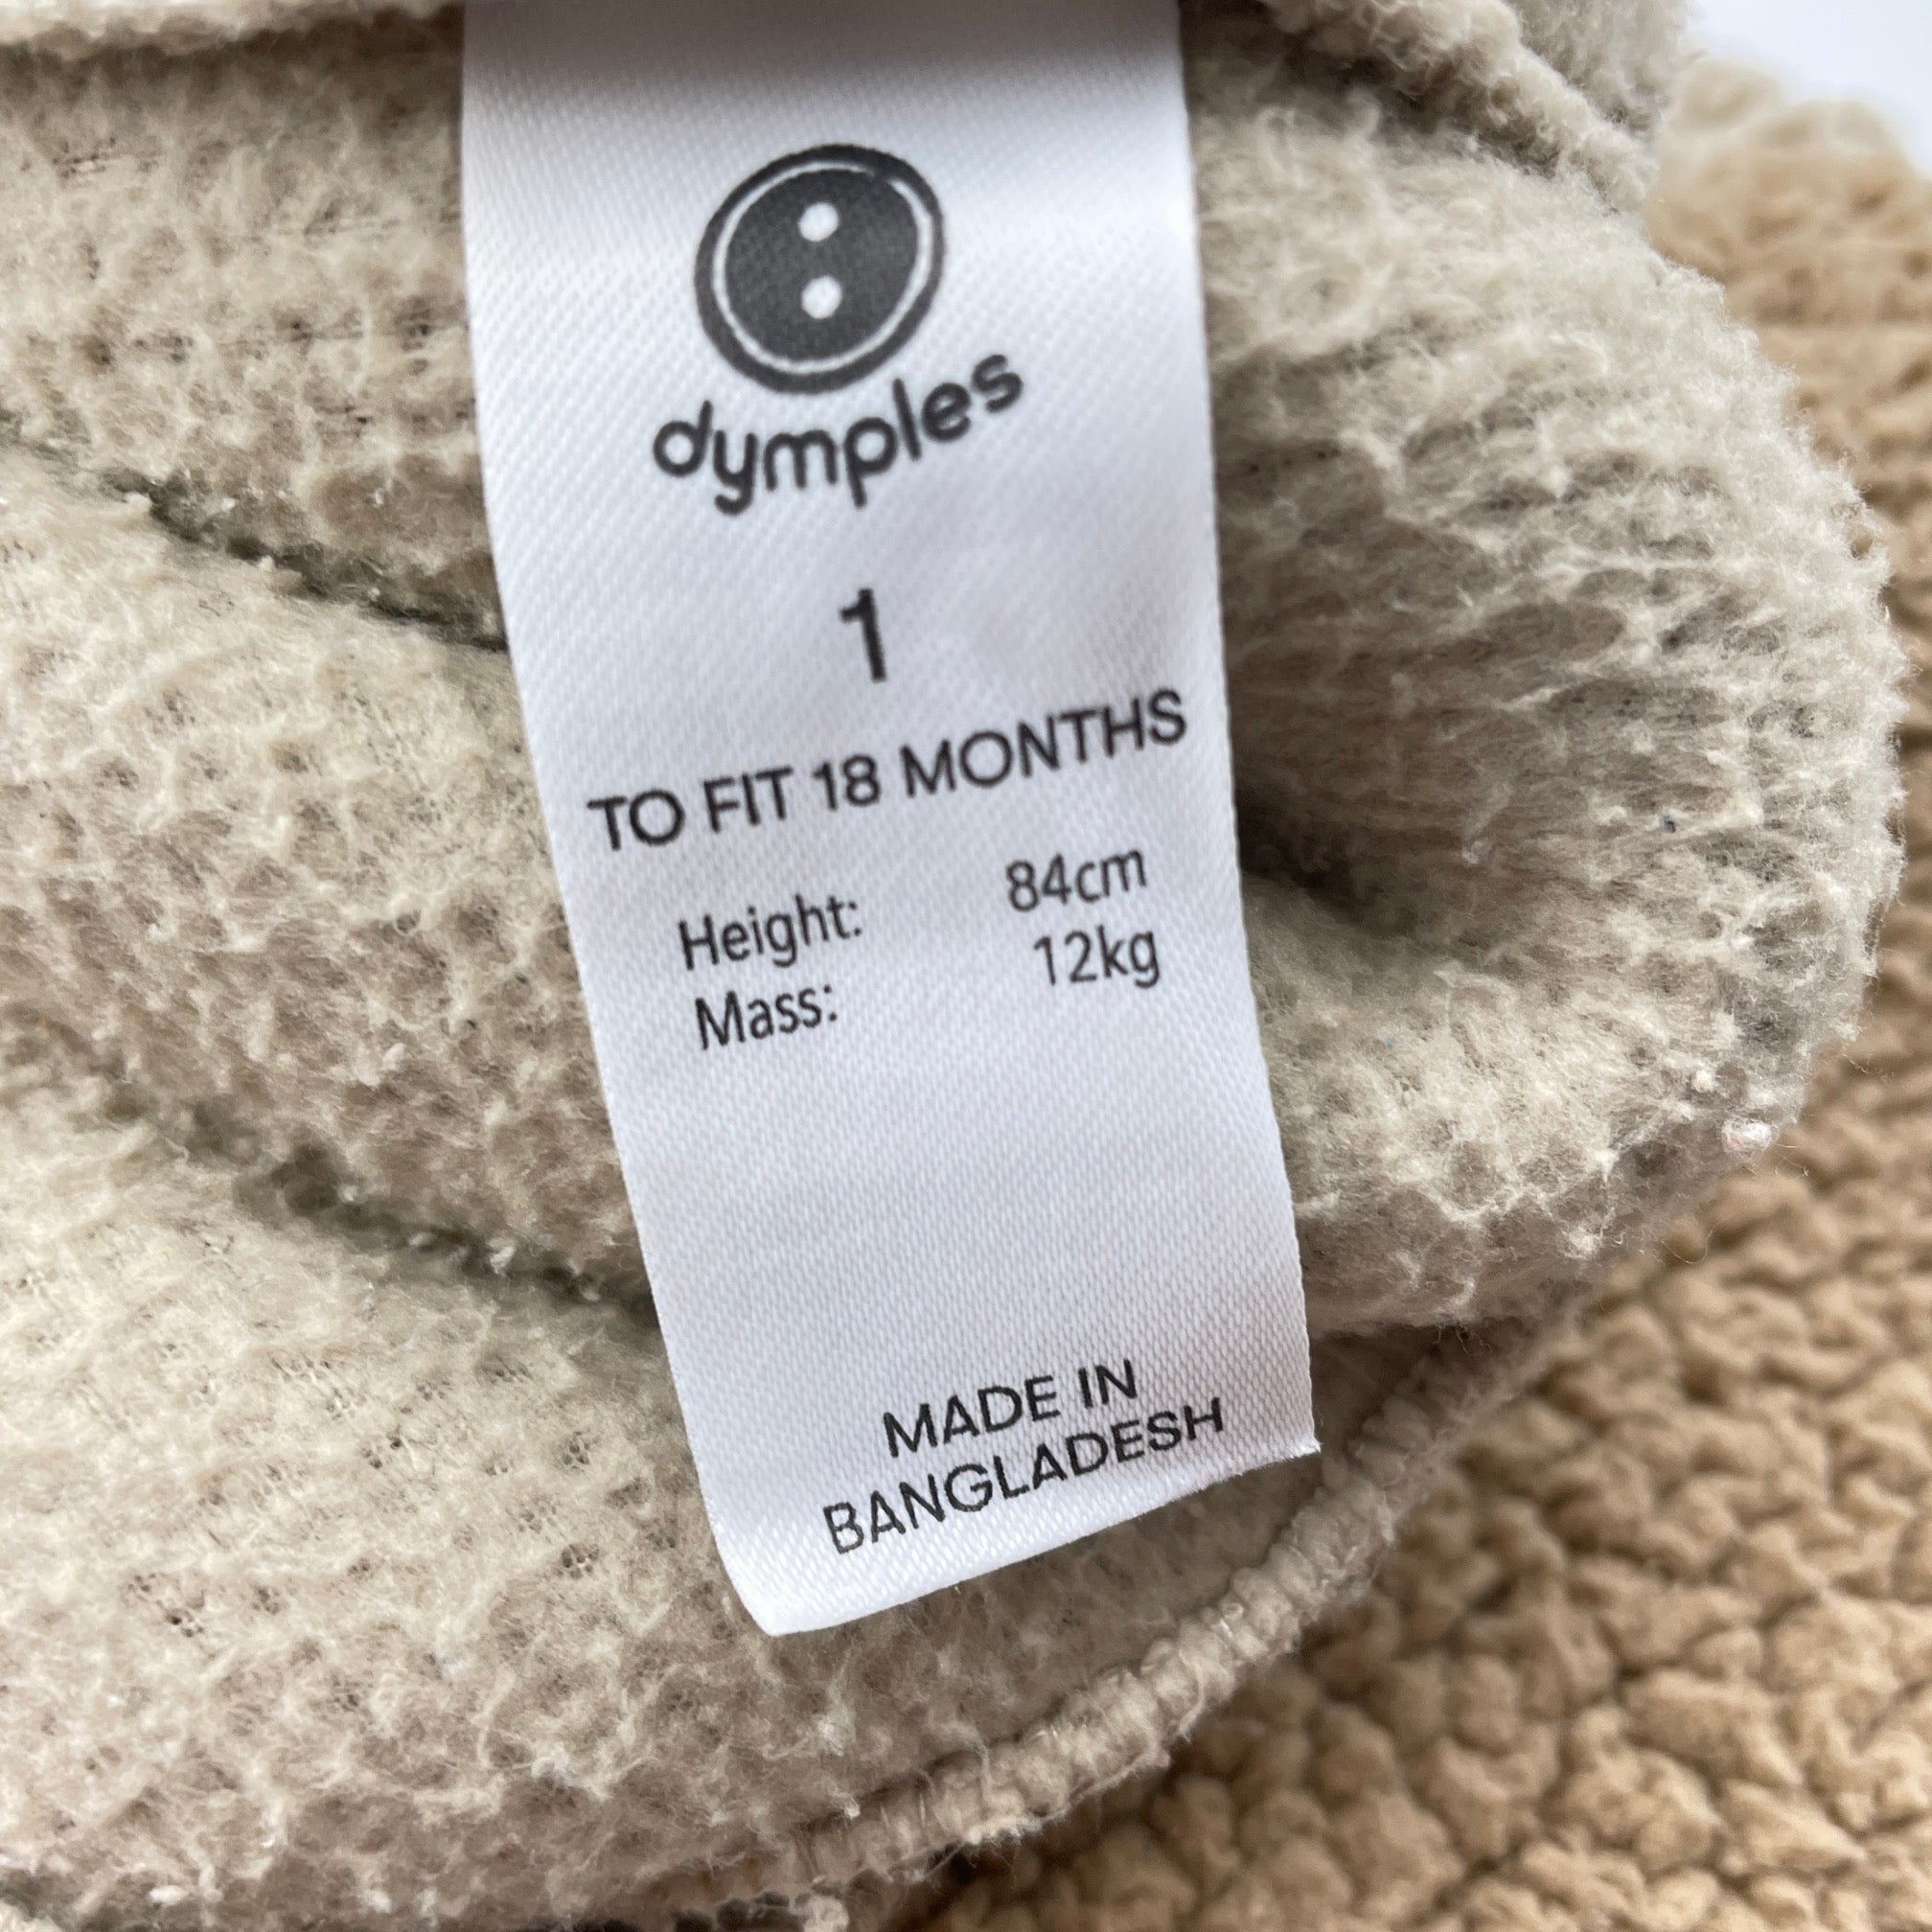 dymples
1
TO FIT 18 MONTHS
Height: 84cm
Mass: 12kg
MADE IN
BANGLADESH